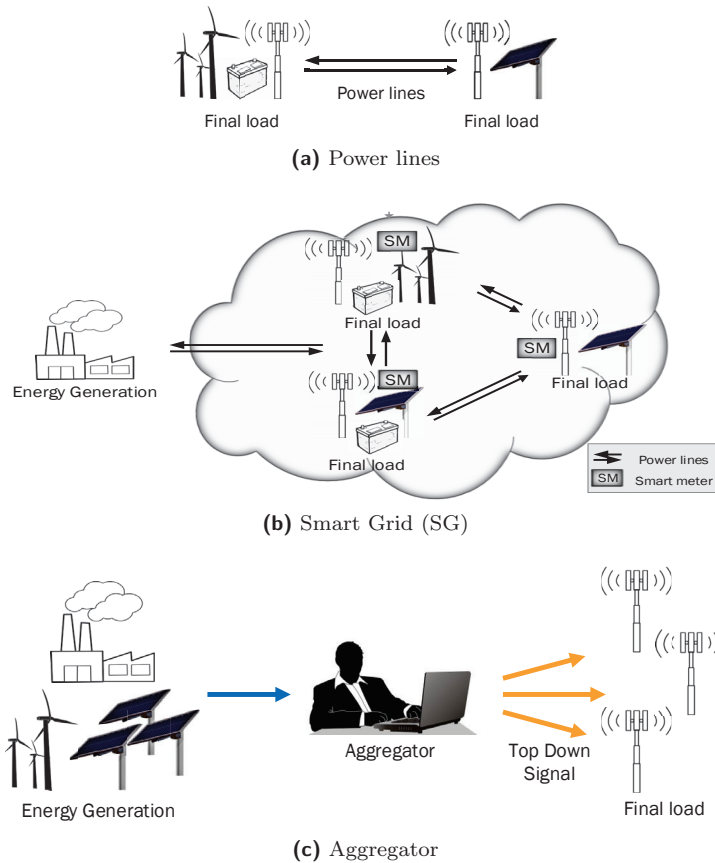 Power lines
Final load
Final load
(a) Power lines
SM
Final load
SM
Final load
Energy Generation
SM
Final load
Power lines
SM Smart meter
(b) Smart Grid (SG)
Aggregator
Top Down
Signal
Energy Generation
Final load
(c) Aggregator